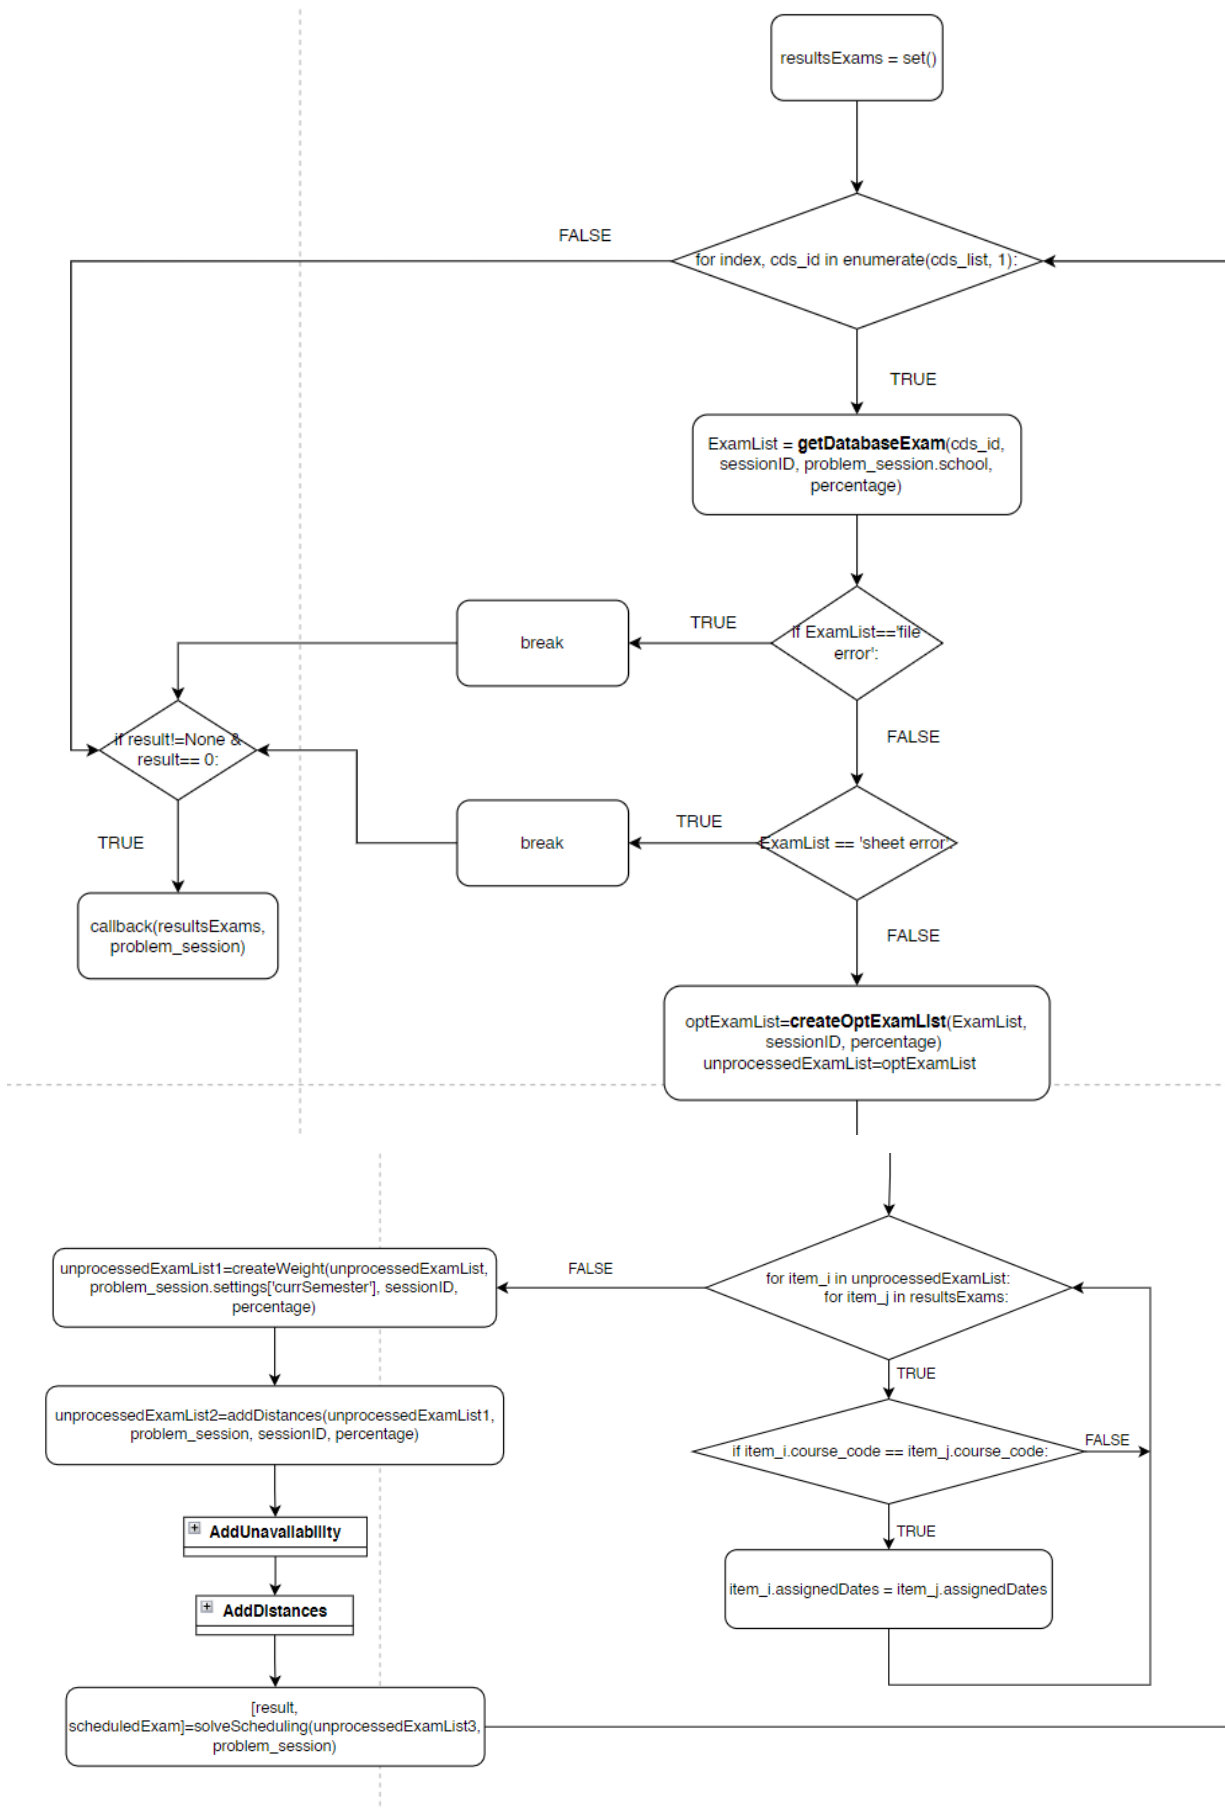 resultsExams = set()
FALSE
for index, cds_id in enumerate(cds_list, 1):
TRUE
ExamList = getDatabaseExam(cds_id,
sessionID, problem_session.school,
percentage)
break
TRUE
if ExamList=='file
error':
FALSE
if result!=None &
result== 0:
break
TRUE
ExamList == 'sheet error':
TRUE
callback(resultsExams,
problem_session)
FALSE
optExamList=createOptExamList(ExamList,
sessionID, percentage)
unprocessedExamList=optExamList
for item_i in unprocessedExamList:
for item_j in resultsExams:
FALSE
unprocessedExamList1=createWeight(unprocessedExamList,
problem_session.settings['currSemester'], sessionID,
percentage)
TRUE
unprocessedExamList2=addDistances(unprocessedExamList1,
problem_session, sessionID, percentage)
if item_i.course_code == item_j.course_code:
FALSE
TRUE
AddUnavailability
item_i.assignedDates = item_j.assignedDates
AddDistances
[result,
scheduledExam]=solveScheduling(unprocessedExamList3,
problem_session)